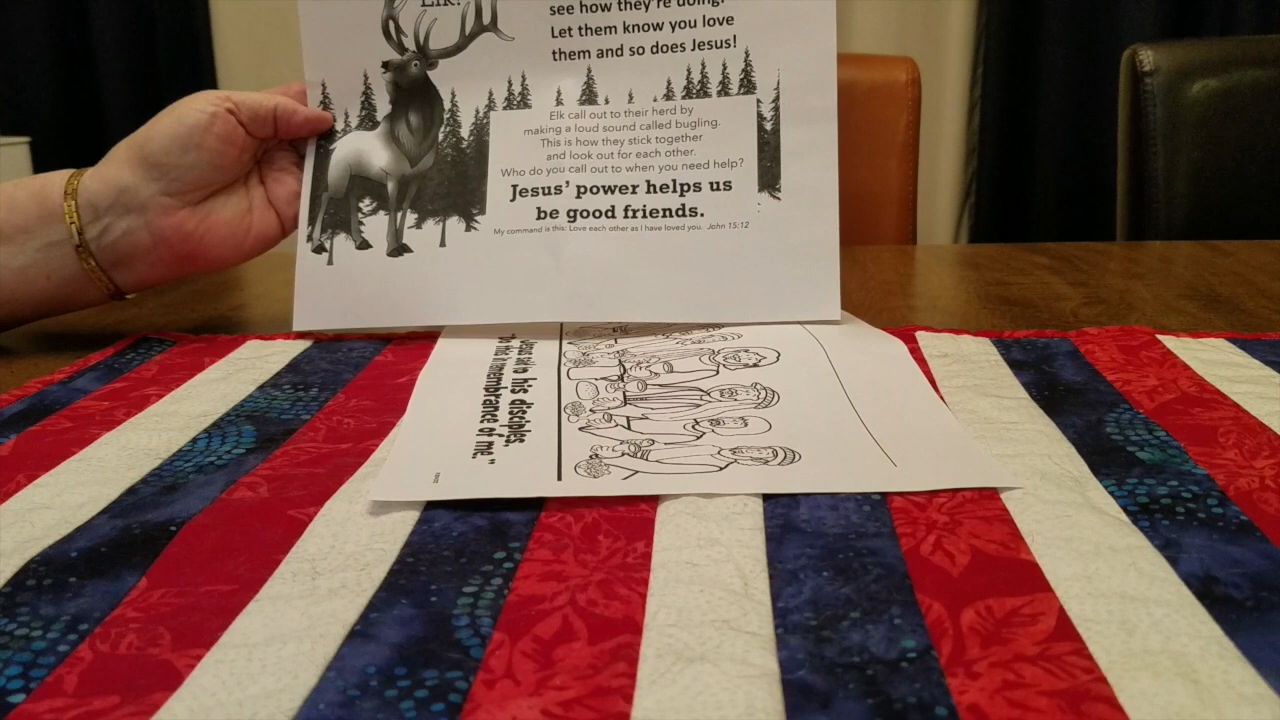 Elk!
see how they're doing.
Let them know you love
them and so does Jesus!
Elk call out to their herd by
making a loud sound called bugling.
This is how they stick together
and look out for each other.
Who do you call out to when you need help?
Jesus' power helps us
be good friends.
My command is this: Love each other as I have loved you. John 15:12
Jesus said to his disciples,
"Do this in remembrance of me."